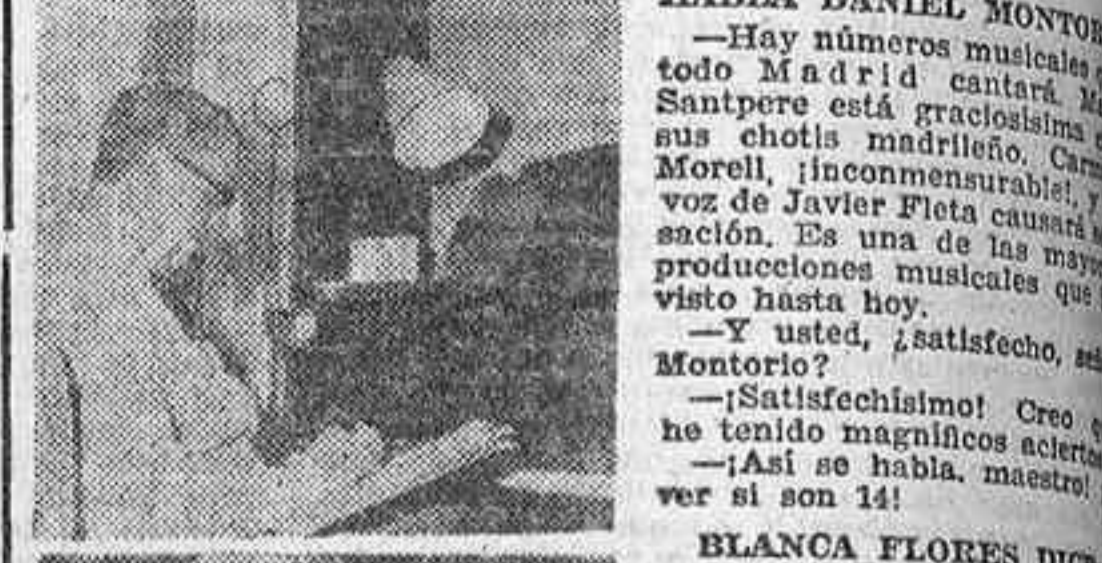 HABLA DANIEL MONTOR
—Hay números musicales
todo Madrid cantará.
Santpere está graciosísima
sus chotis madrileño.
Morell, ¡inconmensurable!, y
voz de Javier Fleta causará
sación. Es una de las
producciones musicales que
visto hasta hoy.
—Y usted, ¿satisfecho,
Montorio?
—¡Satisfechísimo! Creo
he tenido magníficos
—¡Así se habla. maestro!
ver si son 14!
BLANCA FLORES